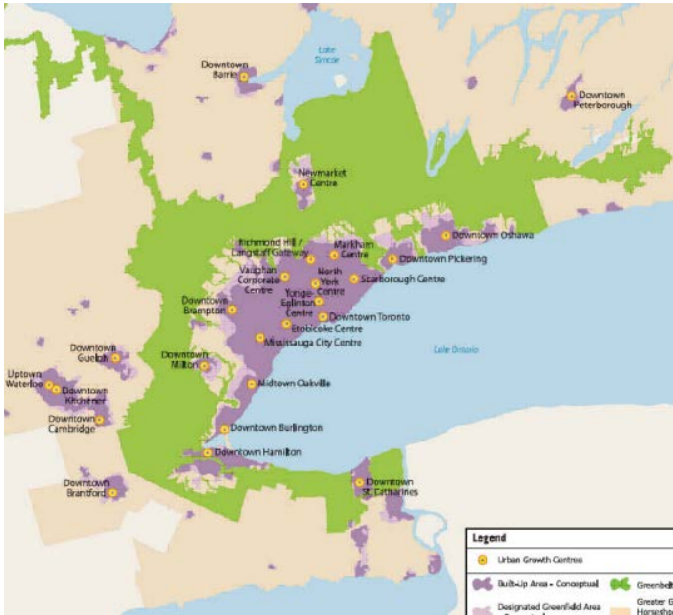 Lake
Simcoe
Downtown
Barrie
Downtown
Peterborough
Newmarket
Centre
Richmond Hill /
Langstaff Gateway
Markham
Centre
Downtown Oshawa
Downtown Pickering
Vaughan
Corporate
Centre
North
York
Centre
Scarborough Centre
Yonge-
Eglinton
Centre
Downtown
Brampton
Downtown Toronto
Etobicoke Centre
Mississauga City Centre
Lake Ontario
Downtown
Guelph
Downtown
Milton
Uptown
Waterloo
Downtown
Kitchener
Midtown Oakville
Downtown
Cambridge
Downtown Burlington
Downtown Hamilton
Downtown
Brantford
Downtown
St. Catharines
Legend
Urban Growth Centres
Built-Up Area - Conceptual
Greenbelt
Designated Greenfield Area
Greater G
Horsesho